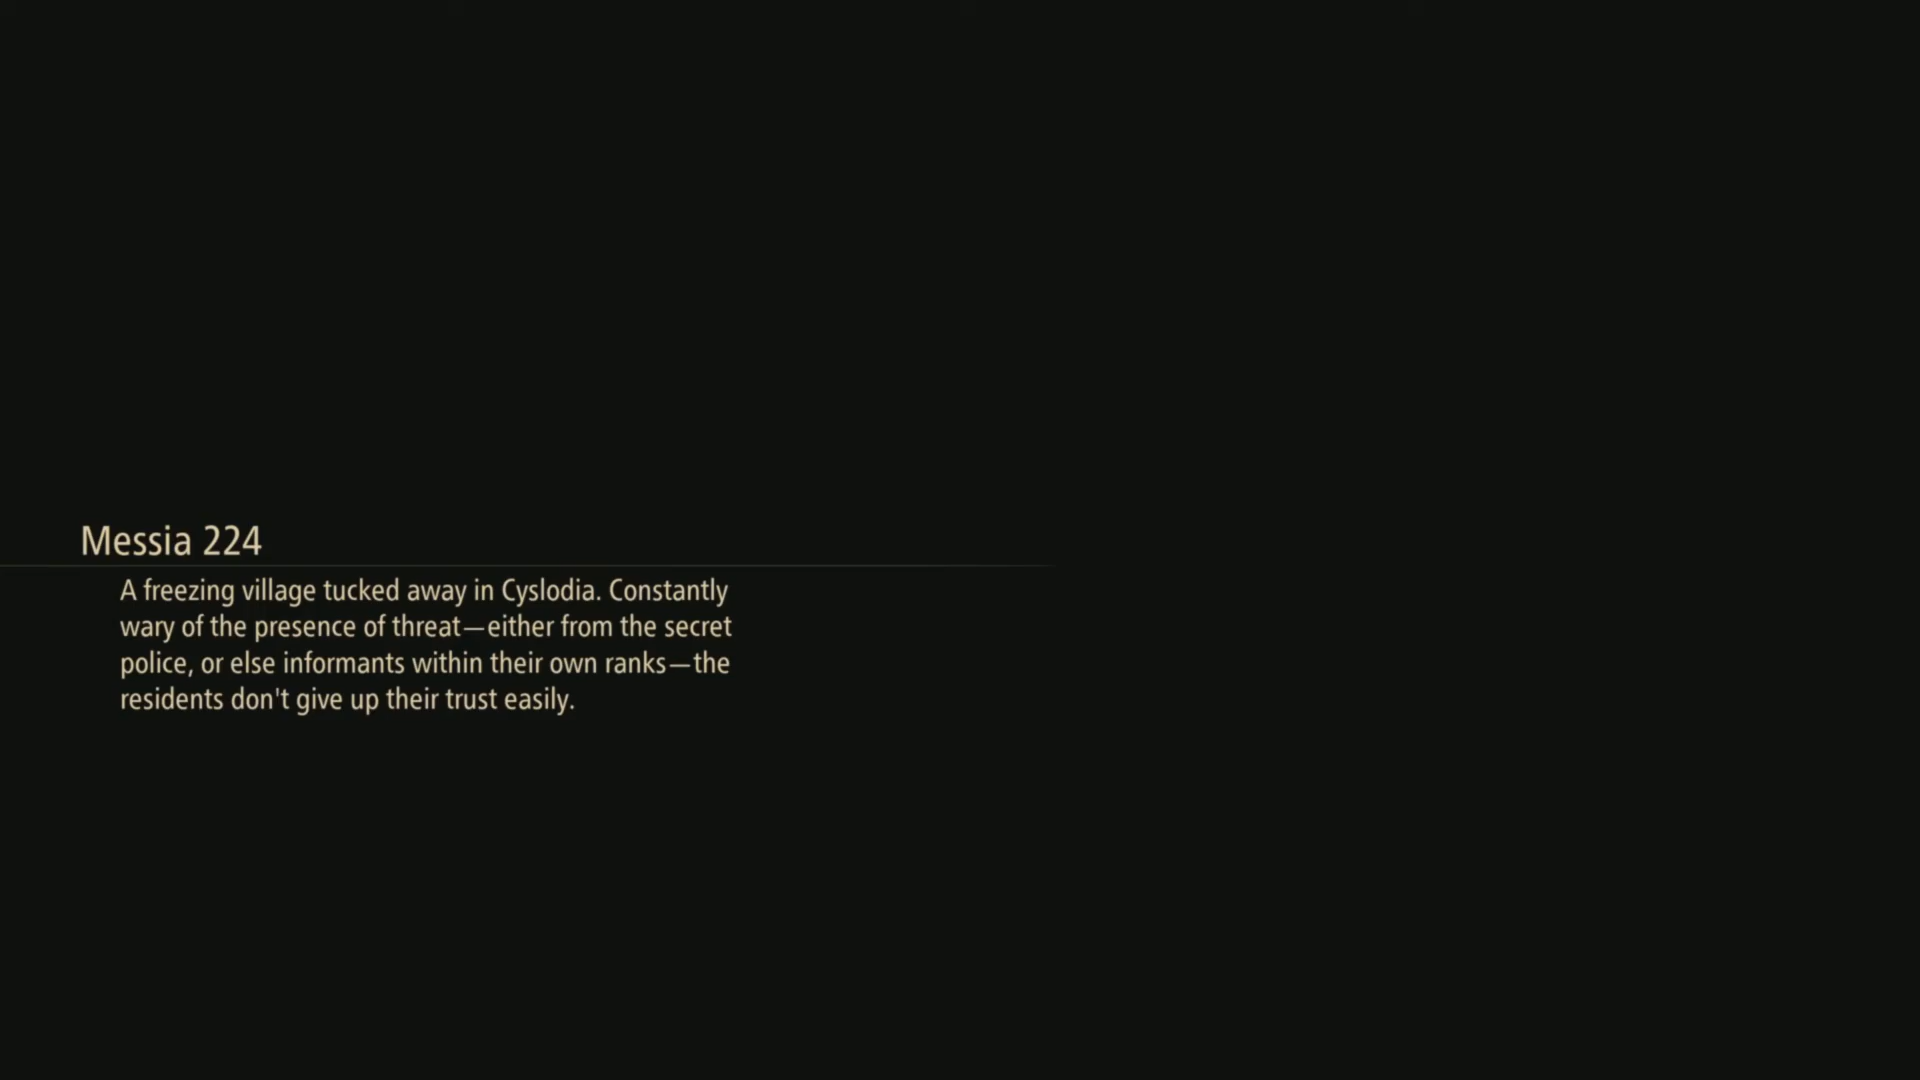 Messia 224
A freezing village tucked away in Cyslodia. Constantly
wary of the presence of threat—either from the secret
police, or else informants within their own ranks—the
residents don't give up their trust easily.